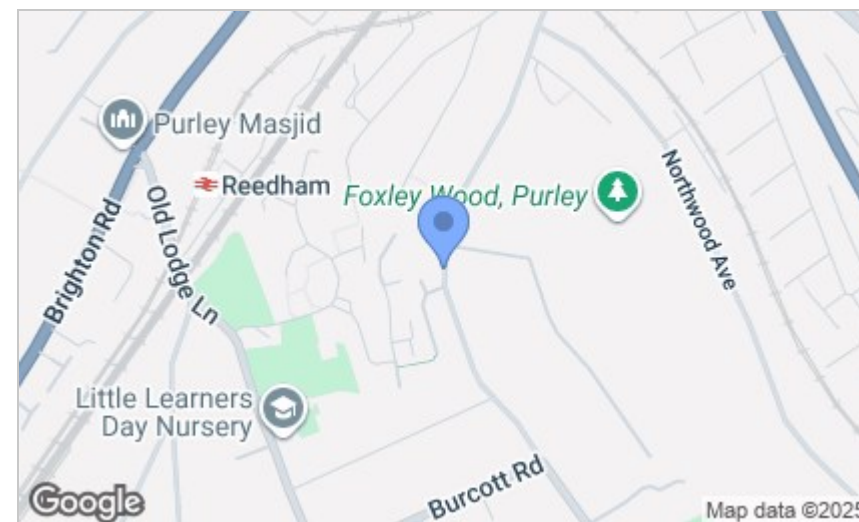 Purley Masjid
Reedham
Foxley Wood, Purley
Northwood Ave
Old Lodge Ln
Brighton Rd
Little Learners
Day Nursery
Burcott Rd
Google
Map data ©2025